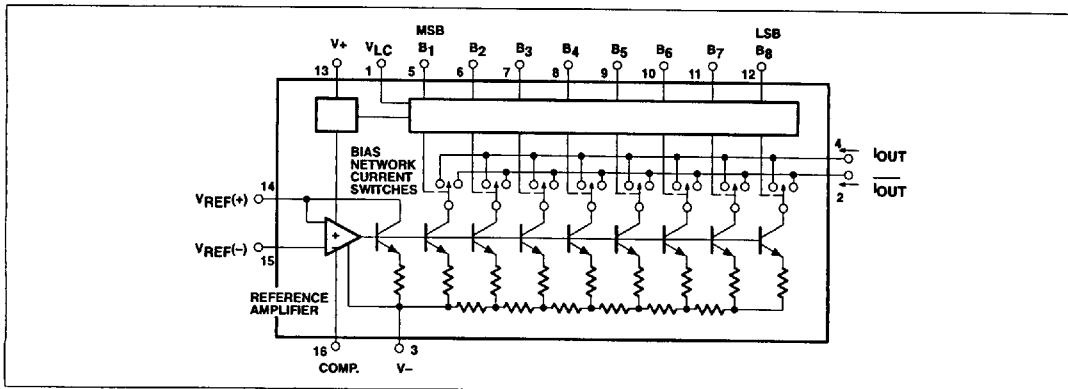 MSB LSB
V+ VLC B1 B2 B3 B4 B5 B6 B7 B8
13 1 5 6 7 8 9 10 11 12
4
IOUT
BIAS
NETWORK
CURRENT
SWITCHES
IOUT
2
14
VREF(+)
+
VREF(–)
15
–
REFERENCE
AMPLIFIER
16 3
COMP. V–